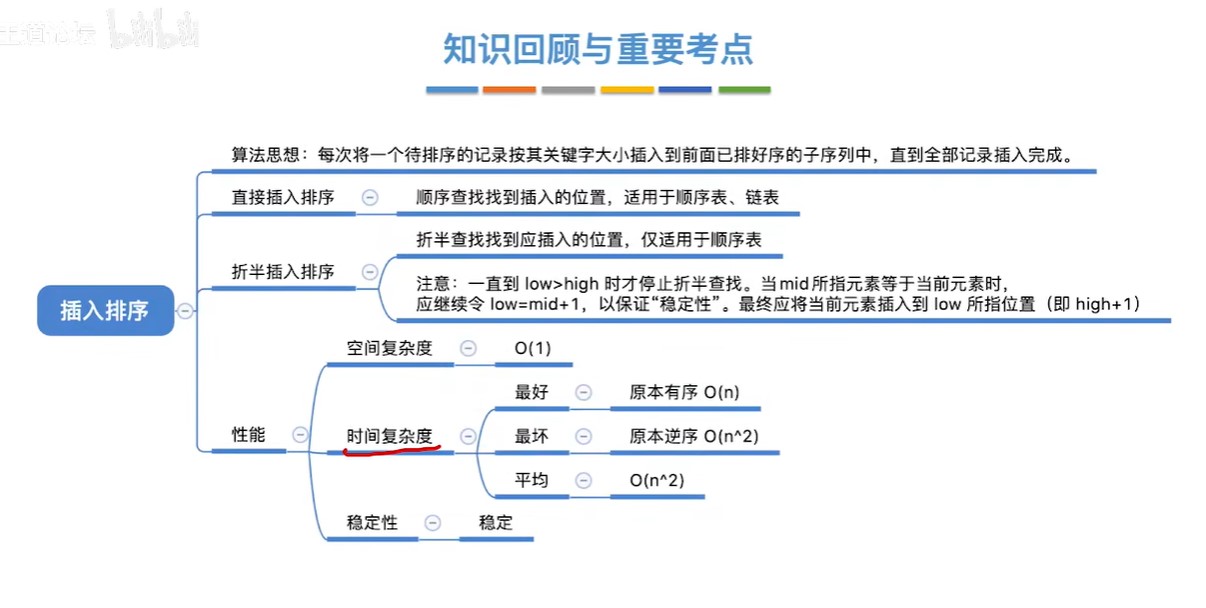 王道论坛 bilibili
知识回顾与重要考点
算法思想：每次将一个待排序的记录按其关键字大小插入到前面已排好序的子序列中，直到全部记录插入完成。
直接插入排序
顺序查找找到插入的位置，适用于顺序表、链表
折半插入排序
折半查找找到应插入的位置，仅适用于顺序表
注意：一直到 low>high 时才停止折半查找。当mid所指元素等于当前元素时，
应继续令 low=mid+1，以保证“稳定性”。最终应将当前元素插入到 low 所指位置（即 high+1）
插入排序
性能
空间复杂度
O(1)
时间复杂度
最好
原本有序 O(n)
最坏
原本逆序 O(n^2)
平均
O(n^2)
稳定性
稳定